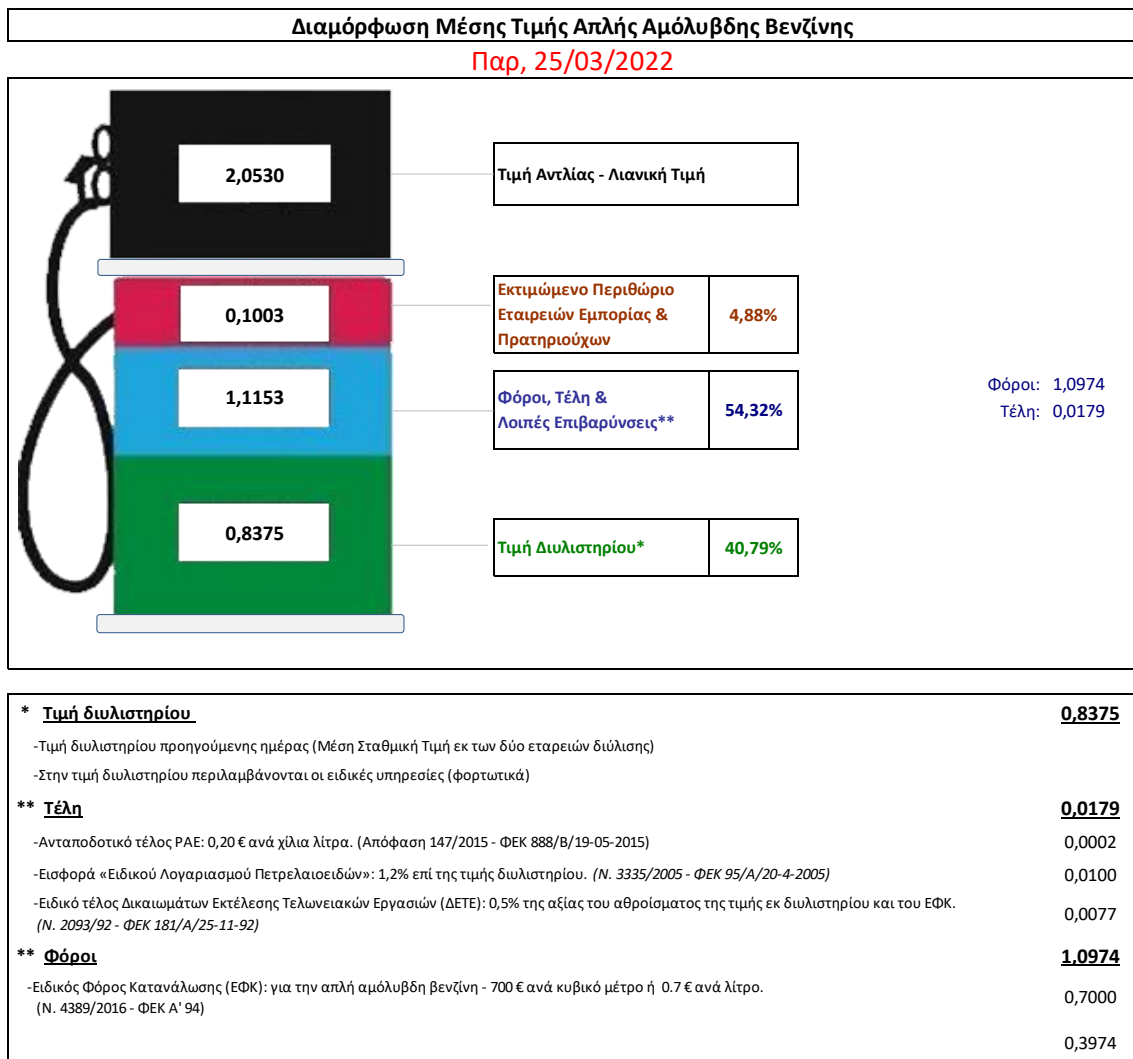 Διαμόρφωση Μέσης Τιμής Απλής Αμόλυβδης Βενζίνης
Παρ, 25/03/2022
2,0530
Τιμή Αντλίας - Λιανική Τιμή
0,1003
Εκτιμώμενο Περιθώριο
Εταιρειών Εμπορίας &
Πρατηριούχων
4,88%
1,1153
Φόροι, Τέλη &
Λοιπές Επιβαρύνσεις**
54,32%
Φόροι: 1,0974
Τέλη: 0,0179
0,8375
Τιμή Διυλιστηρίου*
40,79%
* Τιμή διυλιστηρίου 0,8375
-Τιμή διυλιστηρίου προηγούμενης ημέρας (Μέση Σταθμική Τιμή εκ των δύο εταρειών διύλισης)
-Στην τιμή διυλιστηρίου περιλαμβάνονται οι ειδικές υπηρεσίες (φορτωτικά)
** Τέλη 0,0179
-Ανταποδοτικό τέλος ΡΑΕ: 0,20 € ανά χίλια λίτρα. (Απόφαση 147/2015 - ΦΕΚ 888/Β/19-05-2015) 0,0002
-Εισφορά «Ειδικού Λογαριασμού Πετρελαιοειδών»: 1,2% επί της τιμής διυλιστηρίου. (Ν. 3335/2005 - ΦΕΚ 95/Α/20-4-2005) 0,0100
-Ειδικό τέλος Δικαιωμάτων Εκτέλεσης Τελωνειακών Εργασιών (ΔΕΤΕ): 0,5% της αξίας του αθροίσματος της τιμής εκ διυλιστηρίου και του ΕΦΚ. 0,0077
(Ν. 2093/92 - ΦΕΚ 181/Α/25-11-92)
** Φόροι 1,0974
-Ειδικός Φόρος Κατανάλωσης (ΕΦΚ): για την απλή αμόλυβδη βενζίνη - 700 € ανά κυβικό μέτρο ή 0.7 € ανά λίτρο. 0,7000
(Ν. 4389/2016 - ΦΕΚ Α' 94)
0,3974